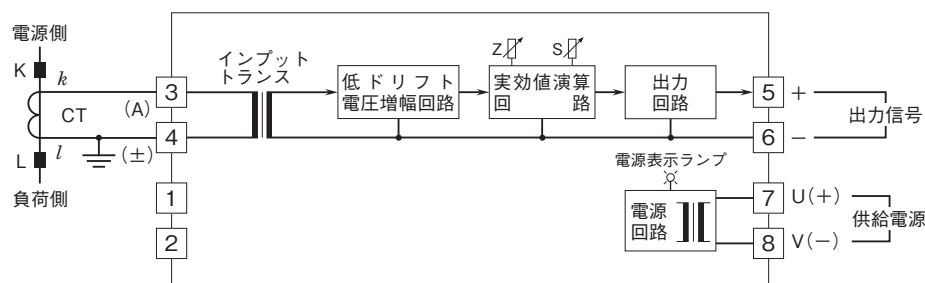 電源側
K
k
CT
(A)
(±)
L
l
負荷側
3
4
1
2
インプット
トランス
低ドリフト
電圧増幅回路
Z
S
実効値演算
回 路
出力
回路
5
+
6
−
出力信号
電源表示ランプ
電源
回路
7
U(+)
8
V(−)
供給電源